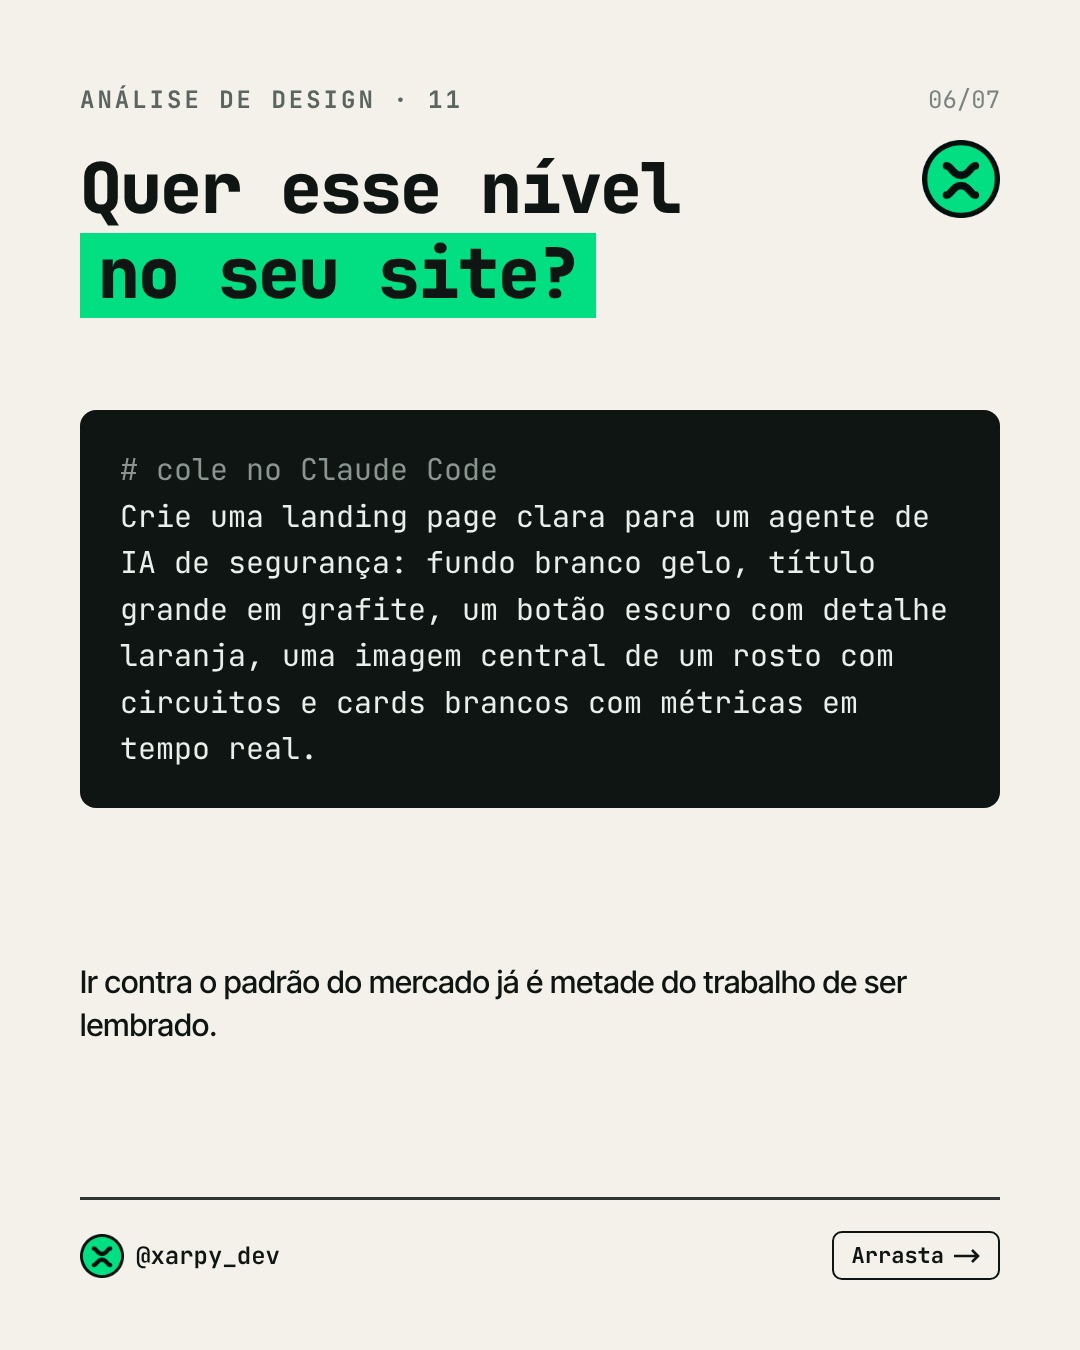 ANÁLISE DE DESIGN · 11
06/07
Quer esse nível
no seu site?
# cole no Claude Code
Crie uma landing page clara para um agente de
IA de segurança: fundo branco gelo, título
grande em grafite, um botão escuro com detalhe
laranja, uma imagem central de um rosto com
circuitos e cards brancos com métricas em
tempo real.
Ir contra o padrão do mercado já é metade do trabalho de ser
lembrado.
@xarpy_dev
Arrasta →